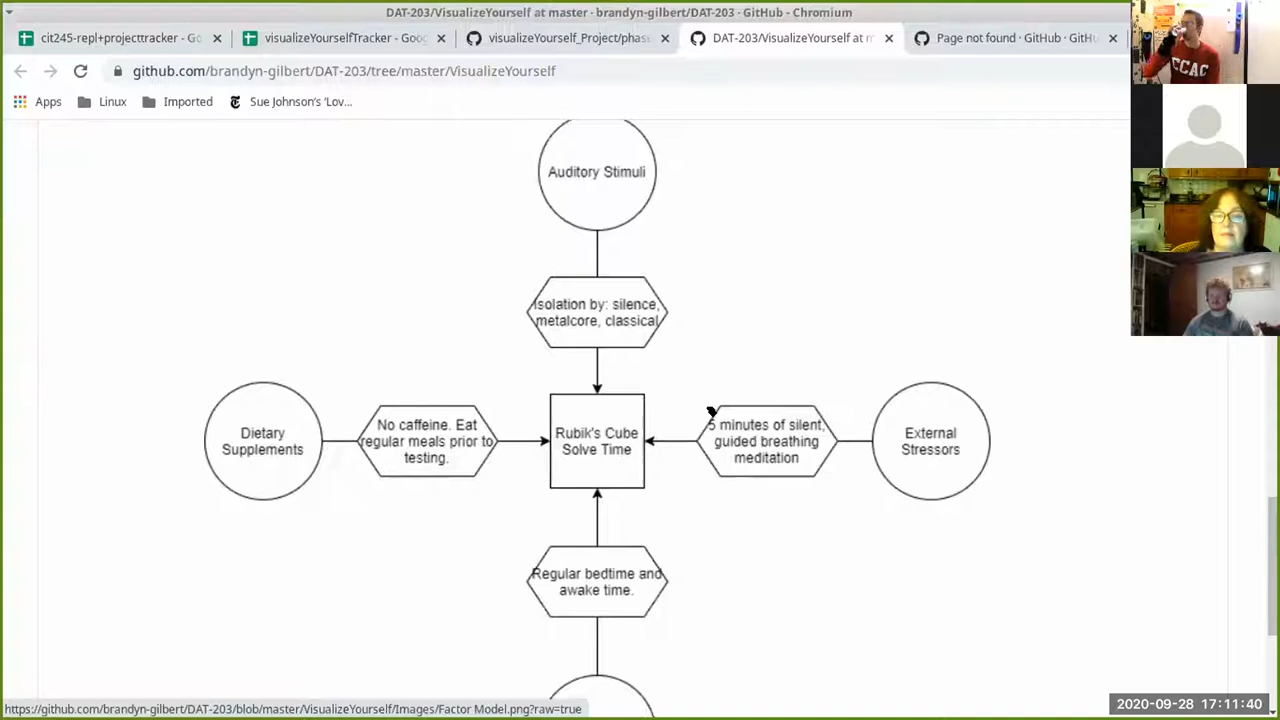 DAT-203/VisualizeYourself at master · brandyn-gilbert/DAT-203 · GitHub - Chromium
cit245-repl+projecttracker - Go
visualizeYourselfTracker - Goo
visualizeYourself_Project/phase
DAT-203/VisualizeYourself at m
Page not found · GitHub · GitHu
github.com/brandyn-gilbert/DAT-203/tree/master/VisualizeYourself
Apps
Linux
Imported
Sue Johnson's 'Lov...
CCAC
Auditory Stimuli
Isolation by: silence,
metalcore, classical
Dietary
Supplements
No caffeine. Eat
regular meals prior to
testing.
Rubik's Cube
Solve Time
5 minutes of silent,
guided breathing
meditation
External
Stressors
Regular bedtime and
awake time.
https://github.com/brandyn-gilbert/DAT-203/blob/master/VisualizeYourself/Images/Factor Model.png?raw=true
2020-09-28 17:11:40